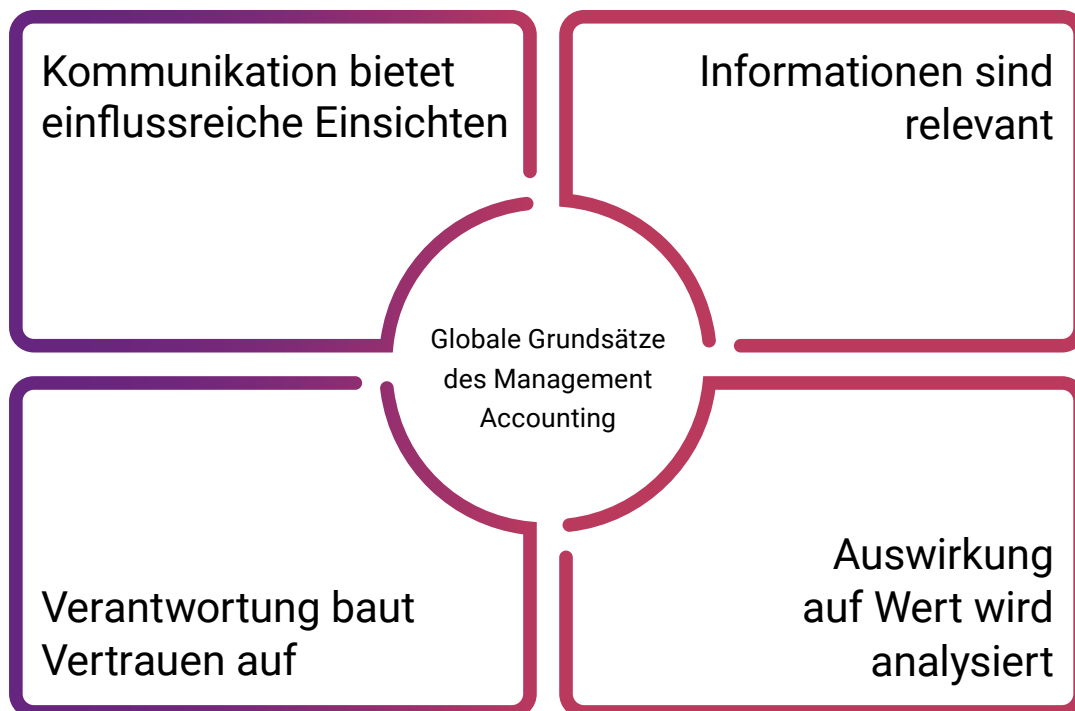 Kommunikation bietet
einflussreiche Einsichten
Informationen sind
relevant
Globale Grundsätze
des Management
Accounting
Verantwortung baut
Vertrauen auf
Auswirkung
auf Wert wird
analysiert